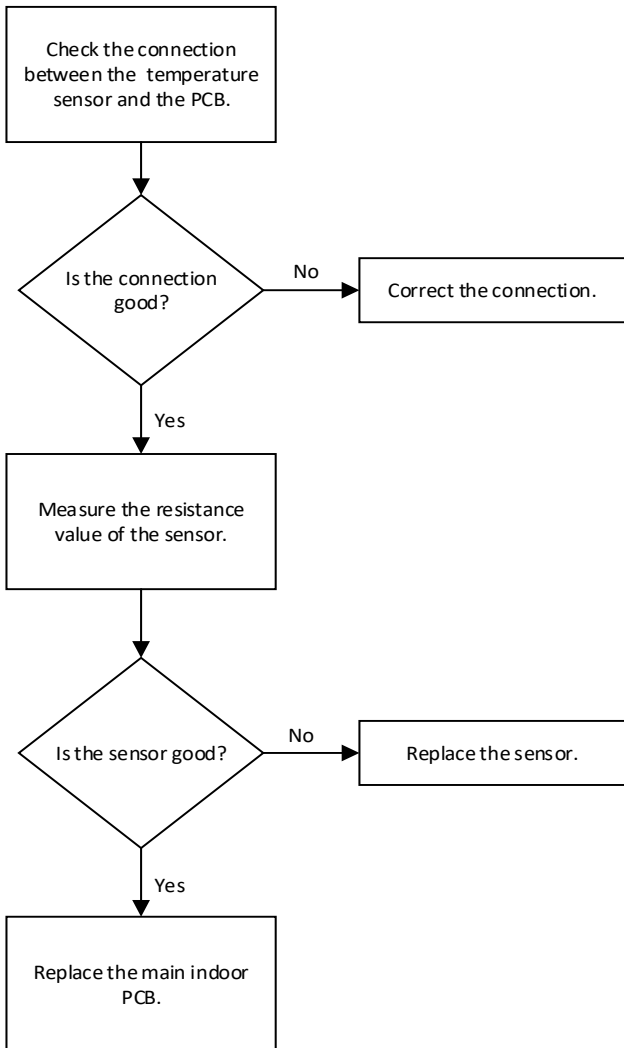 Check the connection
between the temperature
sensor and the PCB.
Is the connection
good?
No
Correct the connection.
Yes
Measure the resistance
value of the sensor.
Is the sensor good?
No
Replace the sensor.
Yes
Replace the main indoor
PCB.